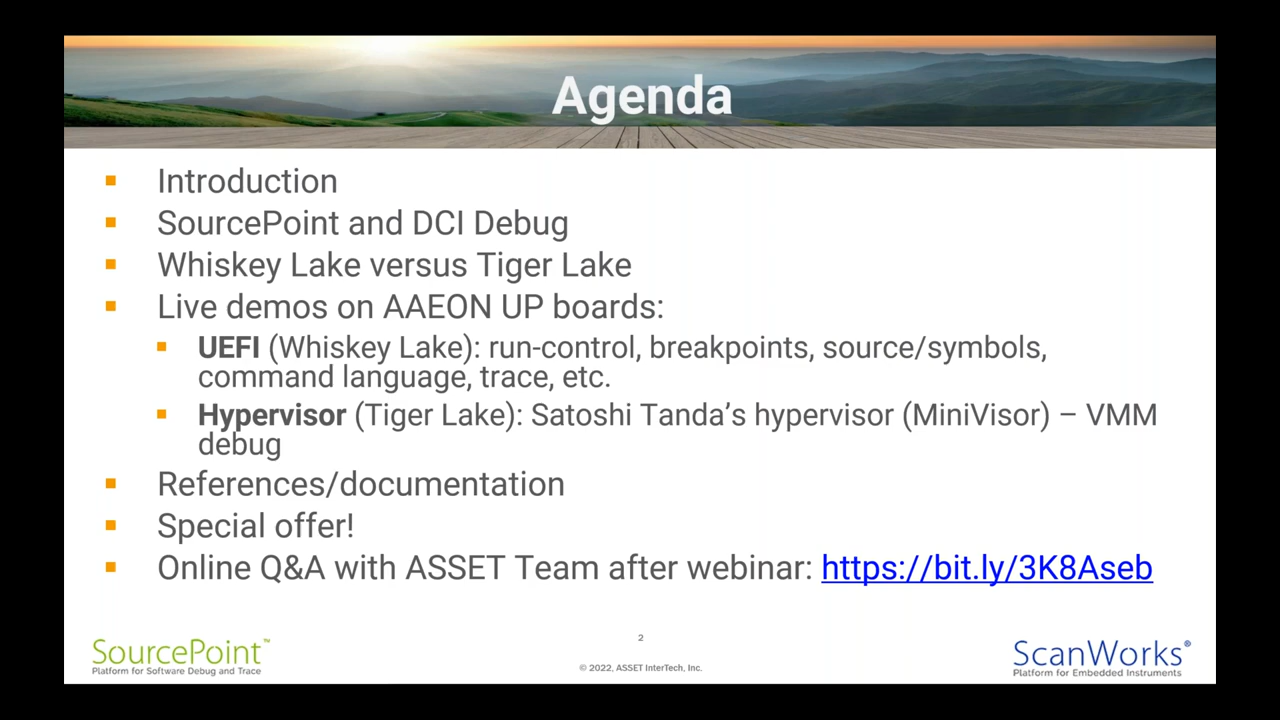 Agenda
Introduction
SourcePoint and DCI Debug
Whiskey Lake versus Tiger Lake
Live demos on AAEON UP boards:
UEFI (Whiskey Lake): run-control, breakpoints, source/symbols,
command language, trace, etc.
Hypervisor (Tiger Lake): Satoshi Tanda's hypervisor (MiniVisor) – VMM
debug
References/documentation
Special offer!
Online Q&A with ASSET Team after webinar: https://bit.ly/3K8Aseb
2
SourcePoint™
Platform for Software Debug and Trace
© 2022, ASSET InterTech, Inc.
ScanWorks®
Platform for Embedded Instruments